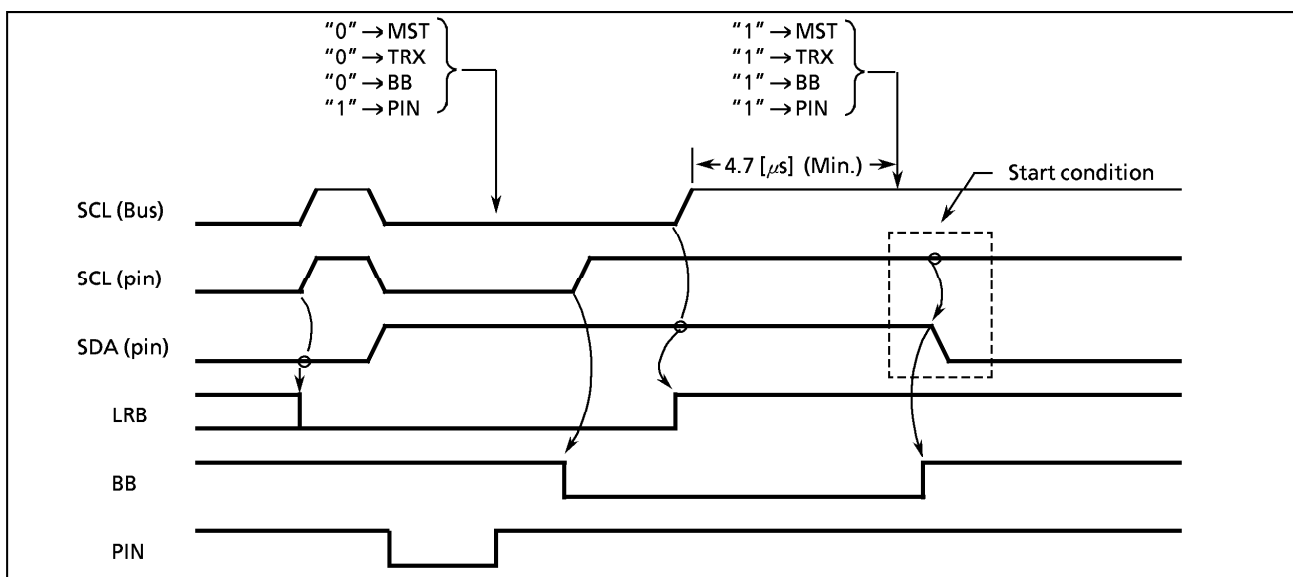 “0” → MST
“0” → TRX
“0” → BB
“1” → PIN
“1” → MST
“1” → TRX
“1” → BB
“1” → PIN
4.7 [μs] (Min.)
Start condition
SCL (Bus)
SCL (pin)
SDA (pin)
LRB
BB
PIN